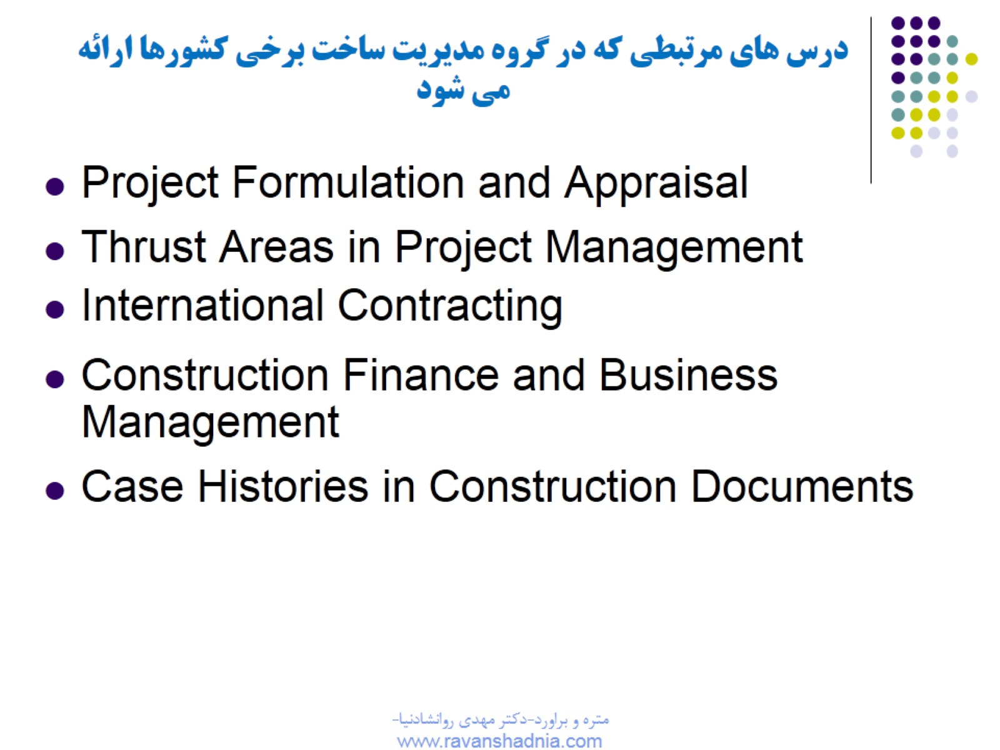 درس های مرتبطی که در گروه مدیریت ساخت برخی کشورها ارائه
می شود
● Project Formulation and Appraisal
● Thrust Areas in Project Management
● International Contracting
● Construction Finance and Business
Management
● Case Histories in Construction Documents
متره و براورد-دکتر مهدی روانشادنیا-
www.ravanshadnia.com